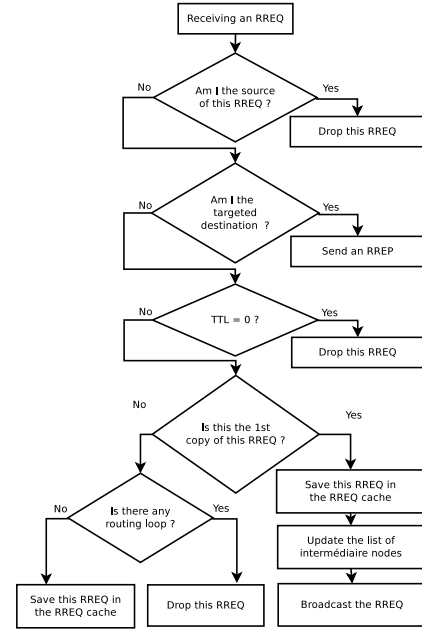 Receiving an RREQ
Am I the source
of this RREQ ?
No
Yes
Drop this RREQ
Am I the
targeted
destination ?
No
Yes
Send an RREP
TTL = 0 ?
No
Yes
Drop this RREQ
Is this the 1st
copy of this RREQ ?
No
Yes
Save this RREQ in
the RREQ cache
Is there any
routing loop ?
No
Yes
Update the list of
intermédiaire nodes
Save this RREQ in
the RREQ cache
Drop this RREQ
Broadcast the RREQ